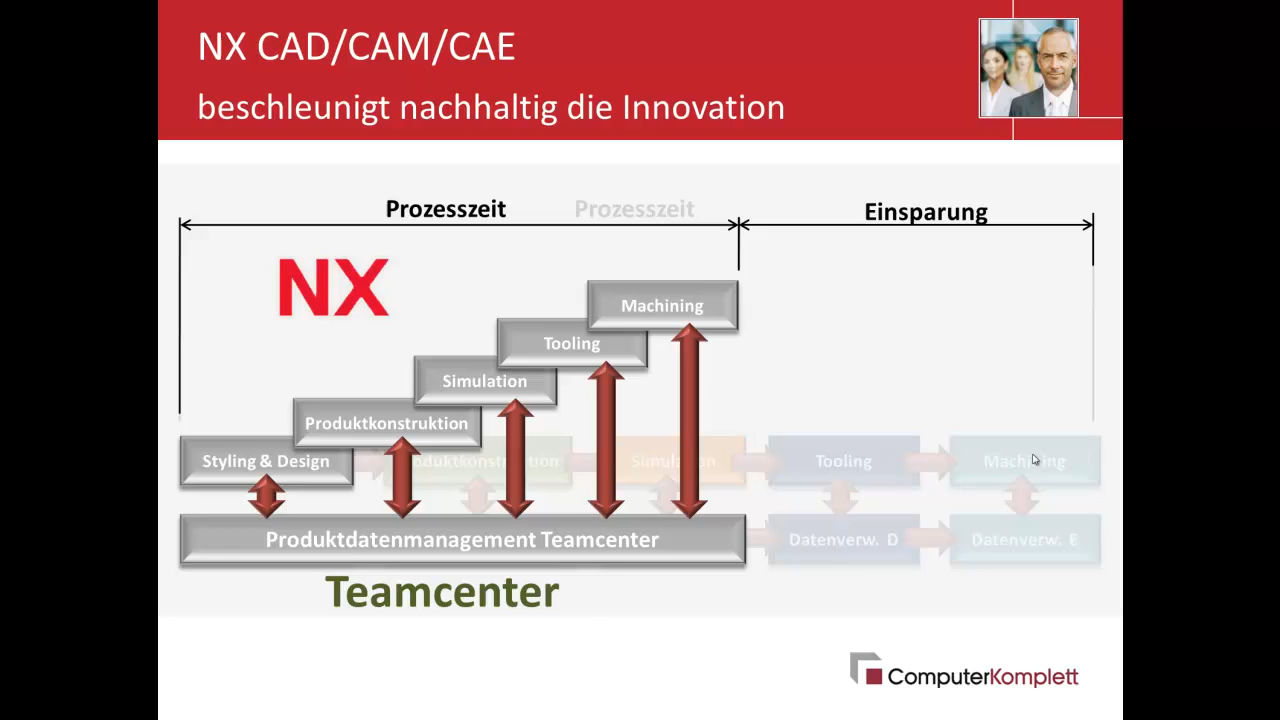 NX CAD/CAM/CAE
beschleunigt nachhaltig die Innovation
Prozesszeit
Prozesszeit
Einsparung
NX
Machining
Tooling
Simulation
Produktkonstruktion
Styling & Design
Tooling
Machining
Produktdatenmanagement Teamcenter
Datenverw. D
Datenverw. E
Teamcenter
ComputerKomplett